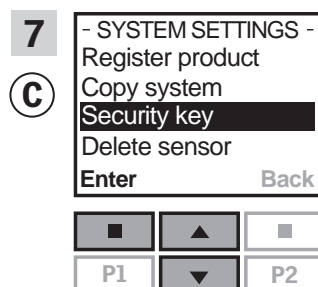 7
C
- SYSTEM SETTINGS -
Register product
Copy system
Security key
Delete sensor
Enter Back
P1 P2